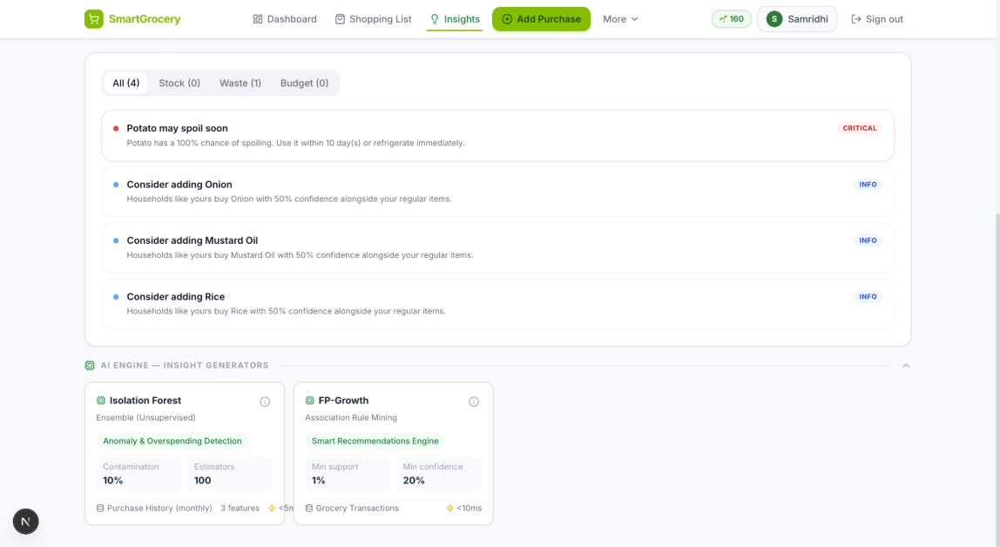 SmartGrocery
Dashboard Shopping List Insights Add Purchase More 160 S Samridhi Sign out
All (4) Stock (0) Waste (1) Budget (0)
Potato may spoil soon CRITICAL
Potato has a 100% chance of spoiling. Use it within 10 day(s) or refrigerate immediately.
Consider adding Onion INFO
Households like yours buy Onion with 50% confidence alongside your regular items.
Consider adding Mustard Oil INFO
Households like yours buy Mustard Oil with 50% confidence alongside your regular items.
Consider adding Rice INFO
Households like yours buy Rice with 50% confidence alongside your regular items.
AI ENGINE — INSIGHT GENERATORS
Isolation Forest
Ensemble (Unsupervised)
Anomaly & Overspending Detection
Contamination Estimators
10% 100
Purchase History (monthly) 3 features
FP-Growth
Association Rule Mining
Smart Recommendations Engine
Min support Min confidence
1% 20%
Grocery Transactions <10ms
N